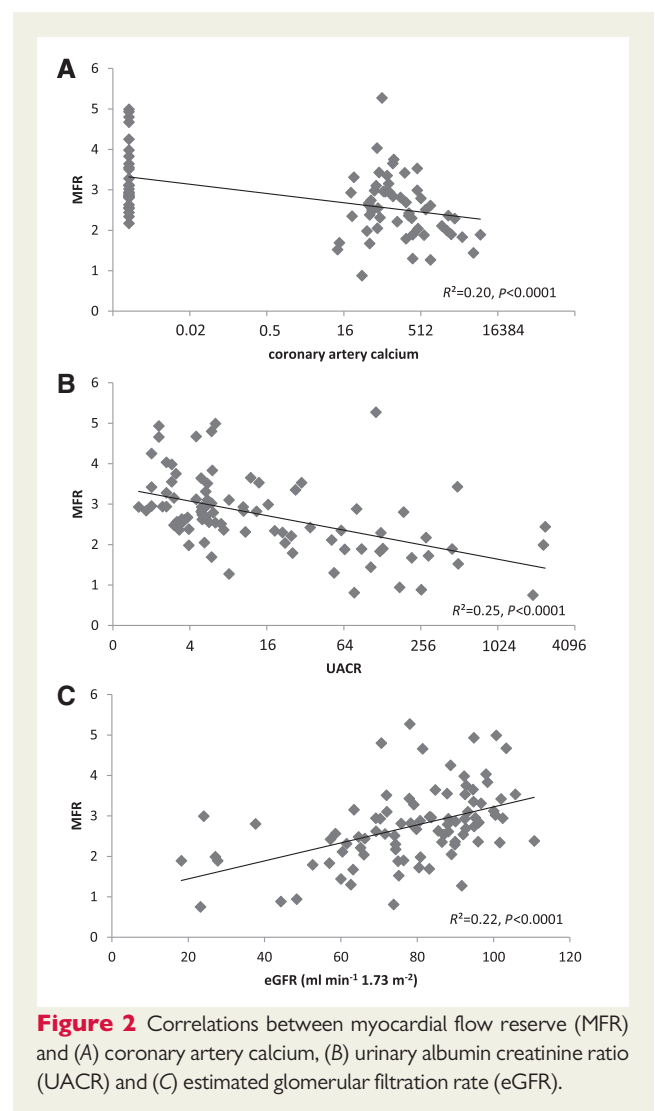 A
6
5
4
3
2
1
0
MFR
R²=0.20, P<0.0001
0.02 0.5 16 512 16384
coronary artery calcium
B
6
5
4
3
2
1
0
MFR
R²=0.25, P<0.0001
0 4 16 64 256 1024 4096
UACR
C
6
5
4
3
2
1
0
MFR
R²=0.22, P<0.0001
0 20 40 60 80 100 120
eGFR (ml min⁻¹ 1.73 m⁻²)
Figure 2 Correlations between myocardial flow reserve (MFR)
and (A) coronary artery calcium, (B) urinary albumin creatinine ratio
(UACR) and (C) estimated glomerular filtration rate (eGFR).